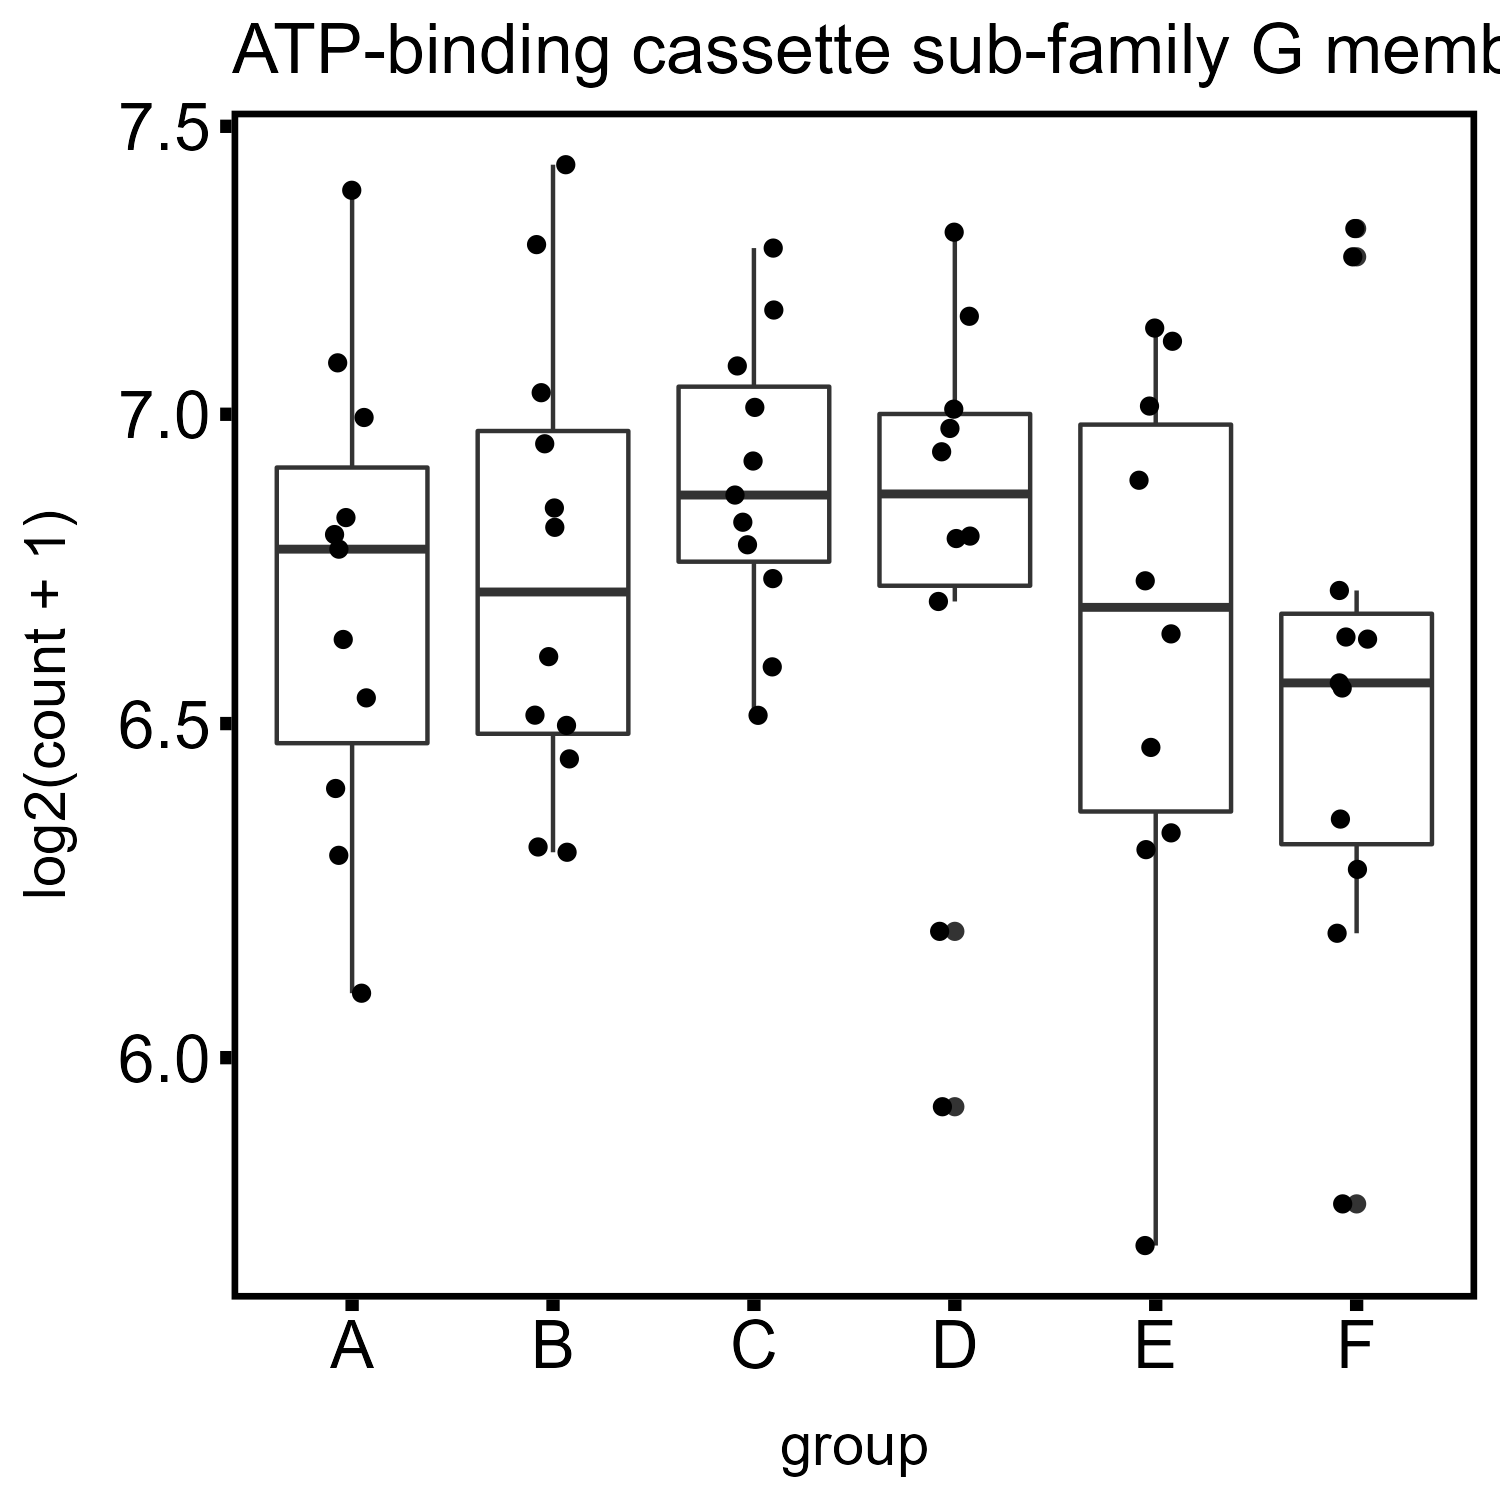 ATP-binding cassette sub-family G memb
7.5
7.0
6.5
6.0
log2(count + 1)
A B C D E F
group